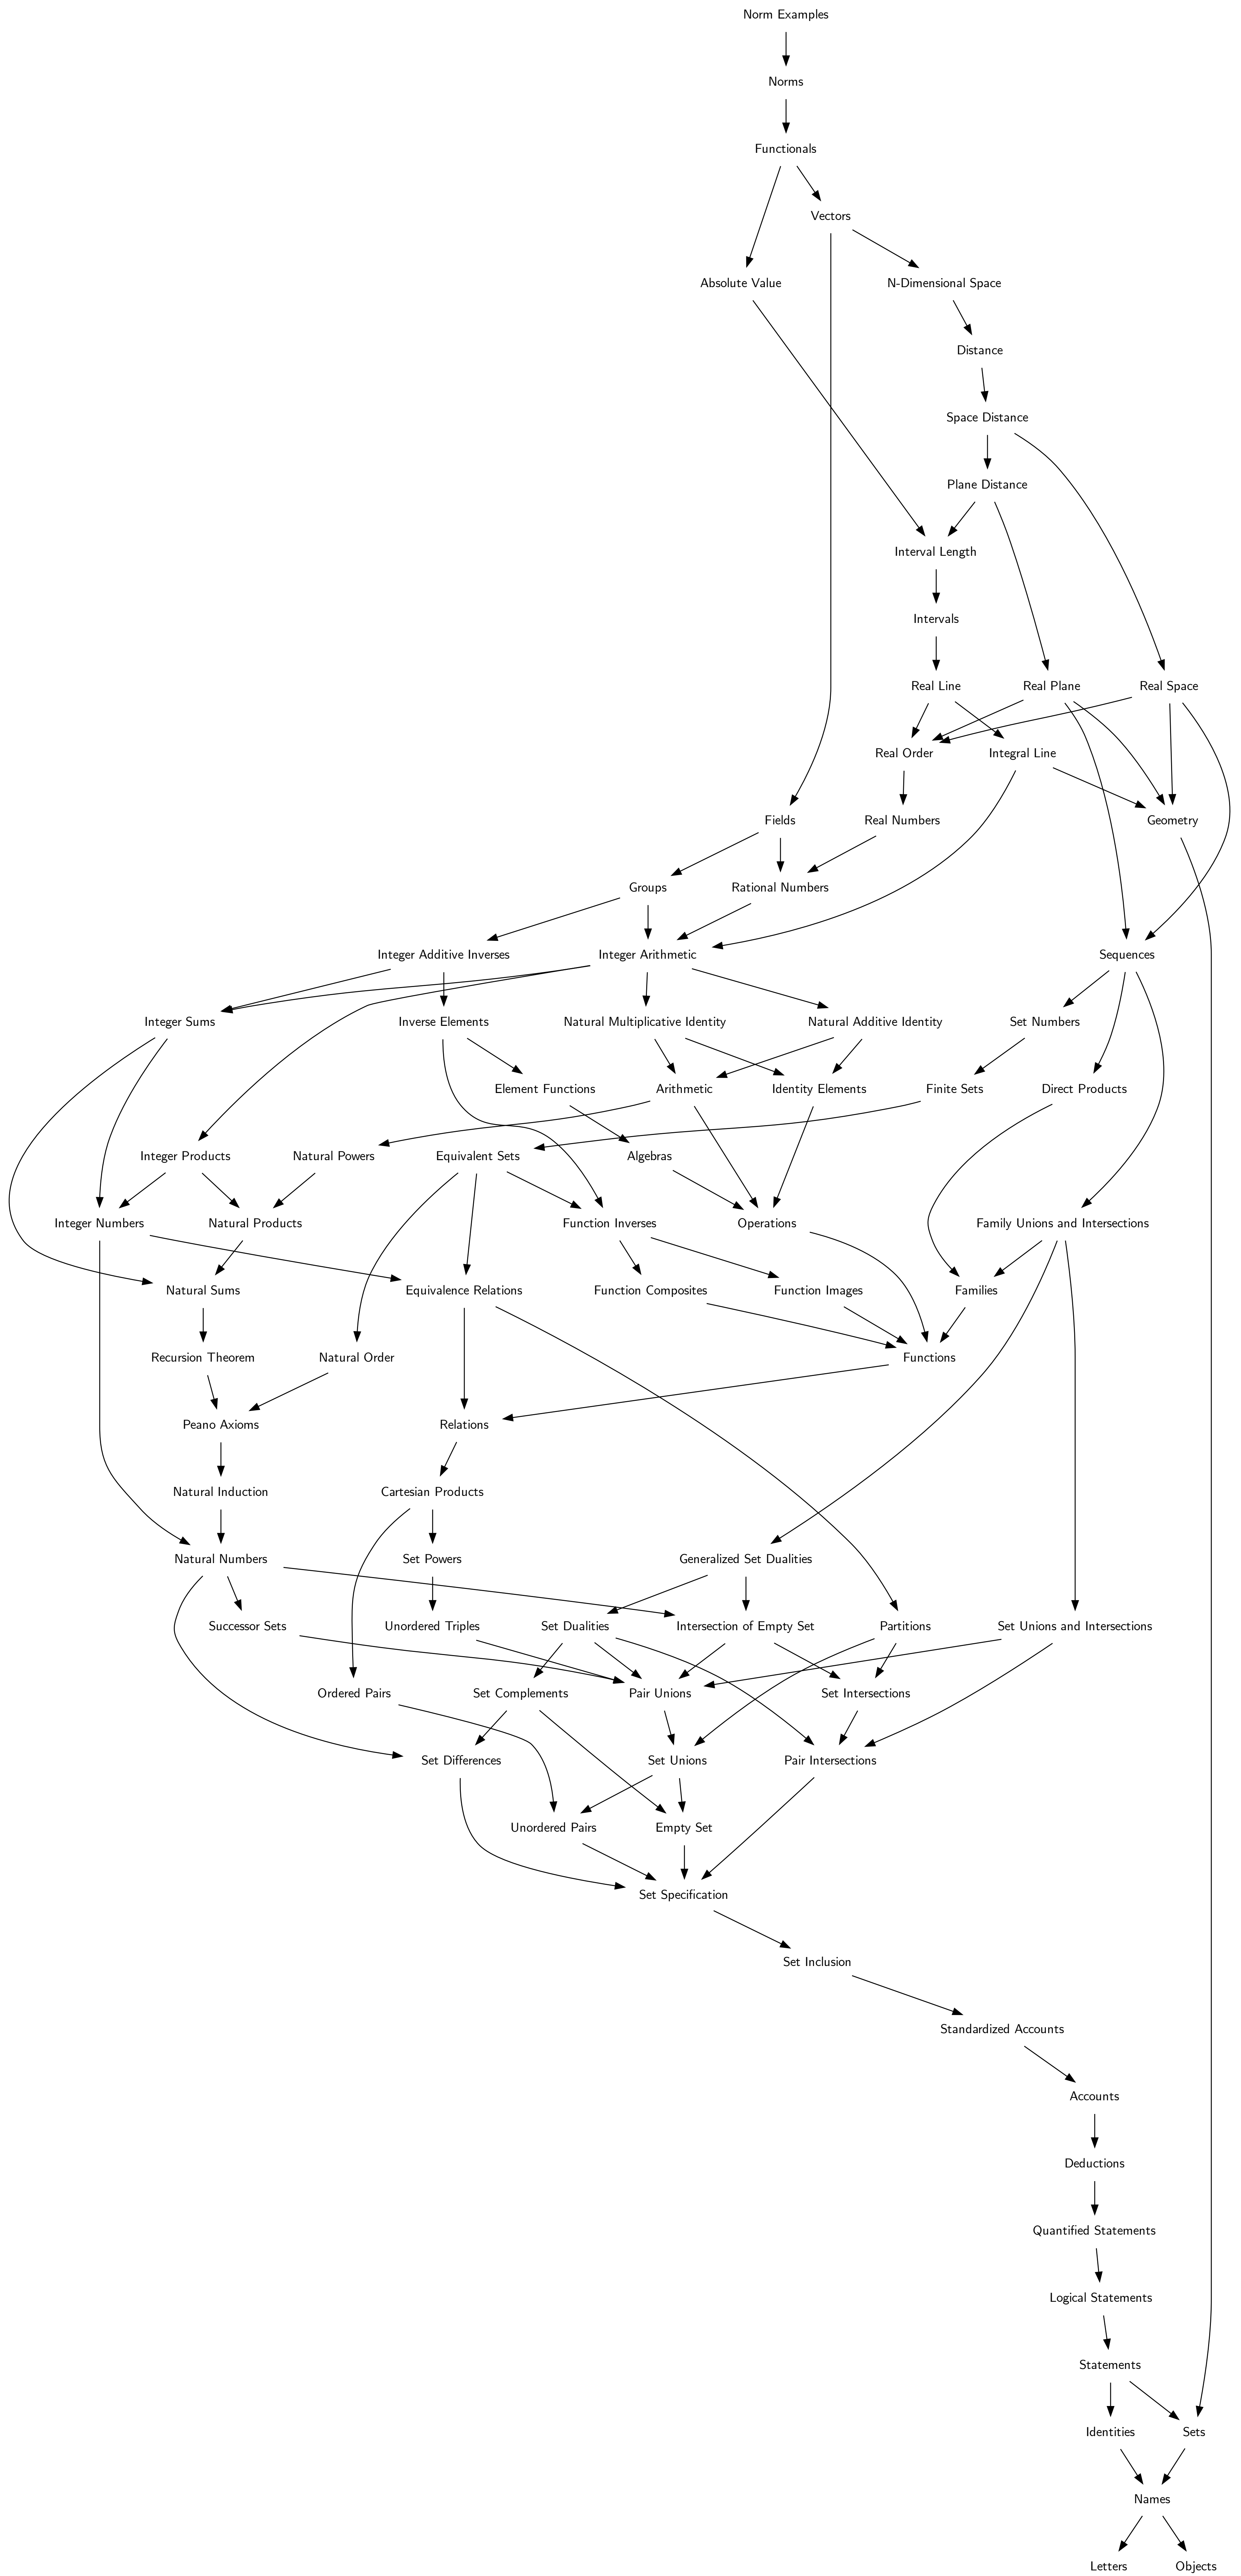 Norm Examples
Norms
Functionals
Vectors
Absolute Value
N-Dimensional Space
Distance
Space Distance
Plane Distance
Interval Length
Intervals
Real Line
Real Plane
Real Space
Real Order
Integral Line
Fields
Real Numbers
Geometry
Groups
Rational Numbers
Integer Additive Inverses
Integer Arithmetic
Sequences
Integer Sums
Inverse Elements
Natural Multiplicative Identity
Natural Additive Identity
Set Numbers
Element Functions
Arithmetic
Identity Elements
Finite Sets
Direct Products
Integer Products
Natural Powers
Equivalent Sets
Algebras
Integer Numbers
Natural Products
Function Inverses
Operations
Family Unions and Intersections
Natural Sums
Equivalence Relations
Function Composites
Function Images
Families
Recursion Theorem
Natural Order
Functions
Peano Axioms
Relations
Natural Induction
Cartesian Products
Natural Numbers
Set Powers
Generalized Set Dualities
Successor Sets
Unordered Triples
Set Dualities
Intersection of Empty Set
Partitions
Set Unions and Intersections
Ordered Pairs
Set Complements
Pair Unions
Set Intersections
Set Differences
Set Unions
Pair Intersections
Unordered Pairs
Empty Set
Set Specification
Set Inclusion
Standardized Accounts
Accounts
Deductions
Quantified Statements
Logical Statements
Statements
Identities
Sets
Names
Letters
Objects